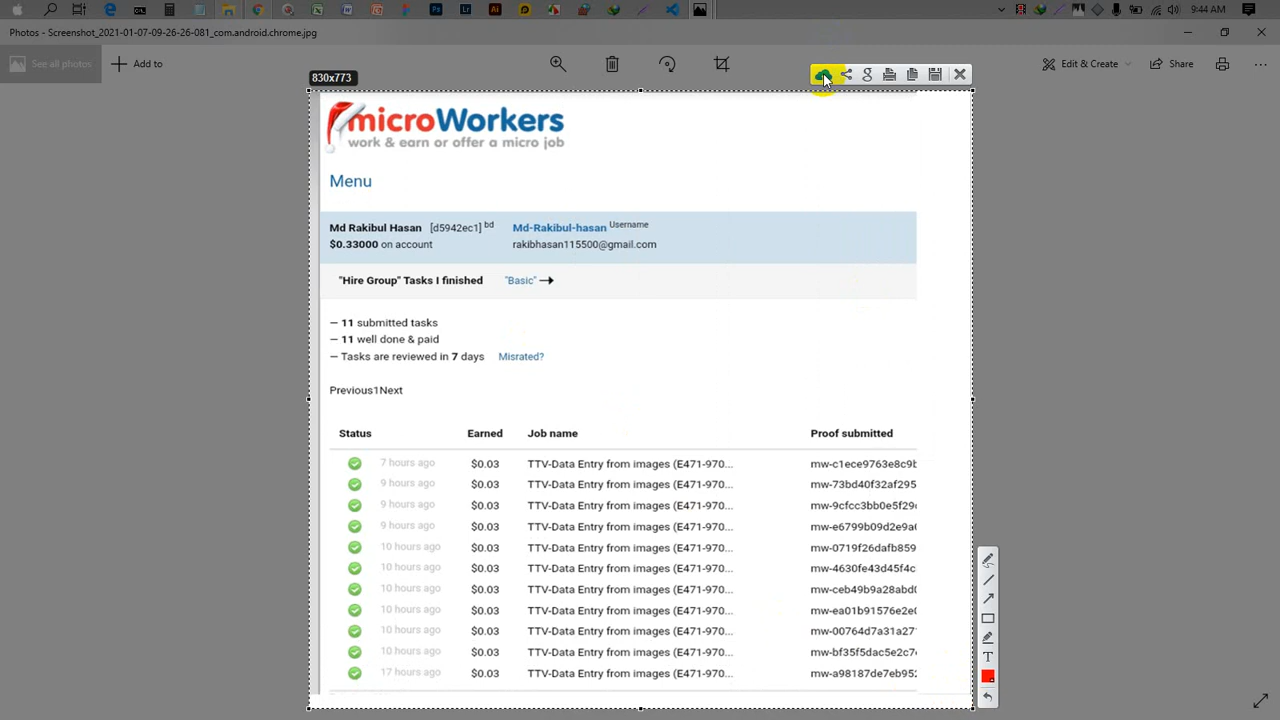 9:44 AM
Photos - Screenshot_2021-01-07-09-26-26-081_com.android.chrome.jpg
See all photos
Add to
Edit & Create
Share
830x773
microWorkers
work & earn or offer a micro job
Menu
Md Rakibul Hasan [d5942ec1] bd Md-Rakibul-hasan Username
$0.33000 on account rakibhasan115500@gmail.com
"Hire Group" Tasks I finished "Basic"
– 11 submitted tasks
– 11 well done & paid
– Tasks are reviewed in 7 days Misrated?
Previous1Next
Status Earned Job name Proof submitted
7 hours ago $0.03 TTV-Data Entry from images (E471-970... mw-c1ece9763e8c9b
9 hours ago $0.03 TTV-Data Entry from images (E471-970... mw-73bd40f32af295
9 hours ago $0.03 TTV-Data Entry from images (E471-970... mw-9cfcc3bb0e5f29
9 hours ago $0.03 TTV-Data Entry from images (E471-970... mw-e6799b09d2e9a
10 hours ago $0.03 TTV-Data Entry from images (E471-970... mw-0719f26dafb859
10 hours ago $0.03 TTV-Data Entry from images (E471-970... mw-4630fe43d45f4c
10 hours ago $0.03 TTV-Data Entry from images (E471-970... mw-ceb49b9a28abd
10 hours ago $0.03 TTV-Data Entry from images (E471-970... mw-ea01b91576e2e
10 hours ago $0.03 TTV-Data Entry from images (E471-970... mw-00764d7a31a27
10 hours ago $0.03 TTV-Data Entry from images (E471-970... mw-bf35f5dac5e2c7
17 hours ago $0.03 TTV-Data Entry from images (E471-970... mw-a98187de7eb95